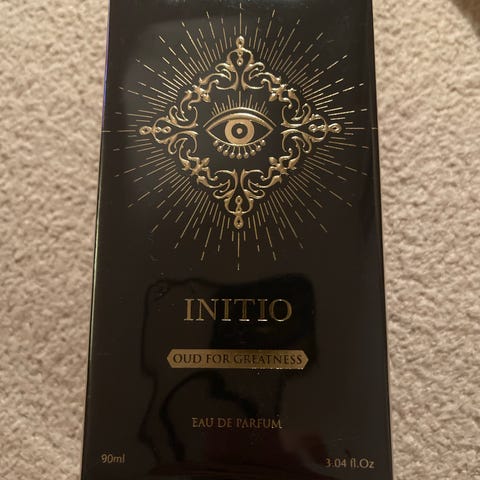 INITIO
OUD FOR GREATNESS
EAU DE PARFUM
90ml
3.04 fl.Oz